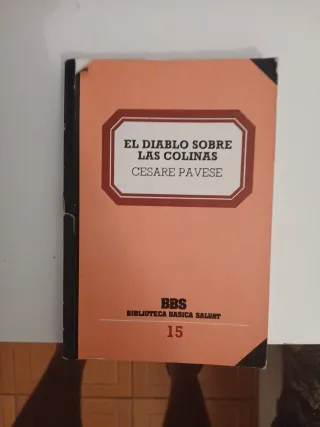 EL DIABLO SOBRE
LAS COLINAS
CESARE PAVESE
BBS
BIBLIOTECA BASICA SALVAT
15